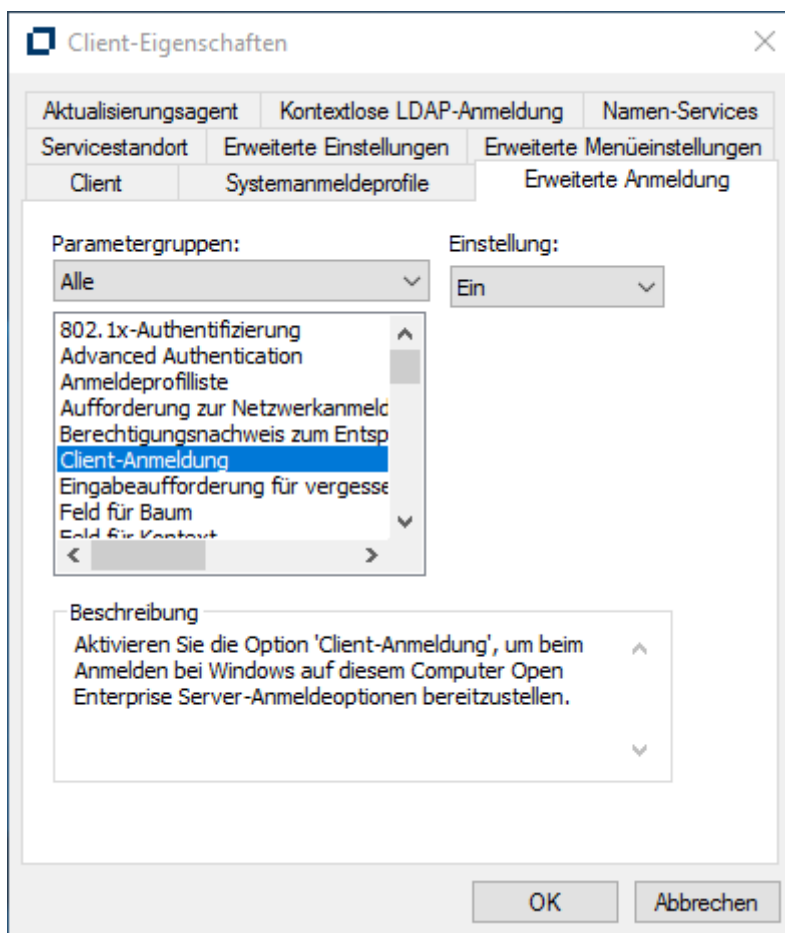 Client-Eigenschaften
Aktualisierungsagent Kontextlose LDAP-Anmeldung Namen-Services
Servicestandort Erweiterte Einstellungen Erweiterte Menüeinstellungen
Client Systemanmeldeprofile Erweiterte Anmeldung
Parametergruppen: Einstellung:
Alle Ein
802.1x-Authentifizierung
Advanced Authentication
Anmeldeprofilliste
Aufforderung zur Netzwerkanmeld
Berechtigungsnachweis zum Entsp
Client-Anmeldung
Eingabeaufforderung für vergesse
Feld für Baum
Feld für Kontext
Beschreibung
Aktivieren Sie die Option 'Client-Anmeldung', um beim
Anmelden bei Windows auf diesem Computer Open
Enterprise Server-Anmeldeoptionen bereitzustellen.
OK Abbrechen